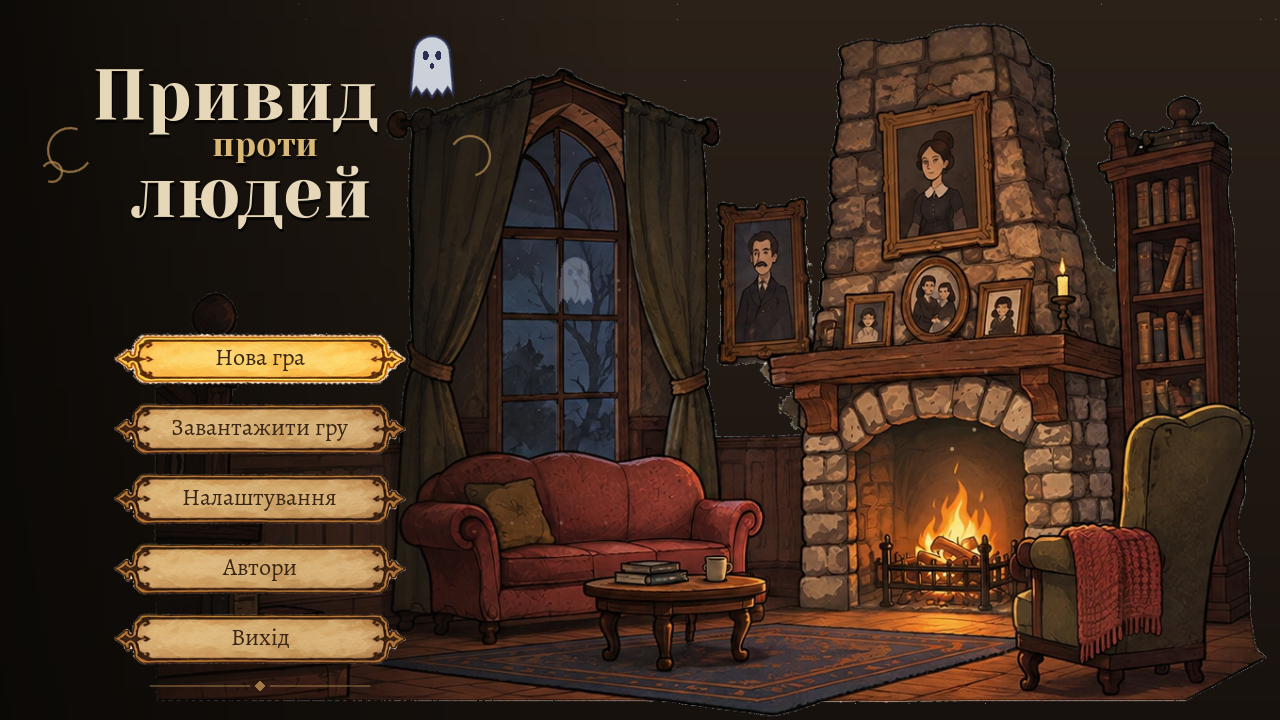 Привид
проти
людей
Нова гра
Завантажити гру
Налаштування
Автори
Вихід